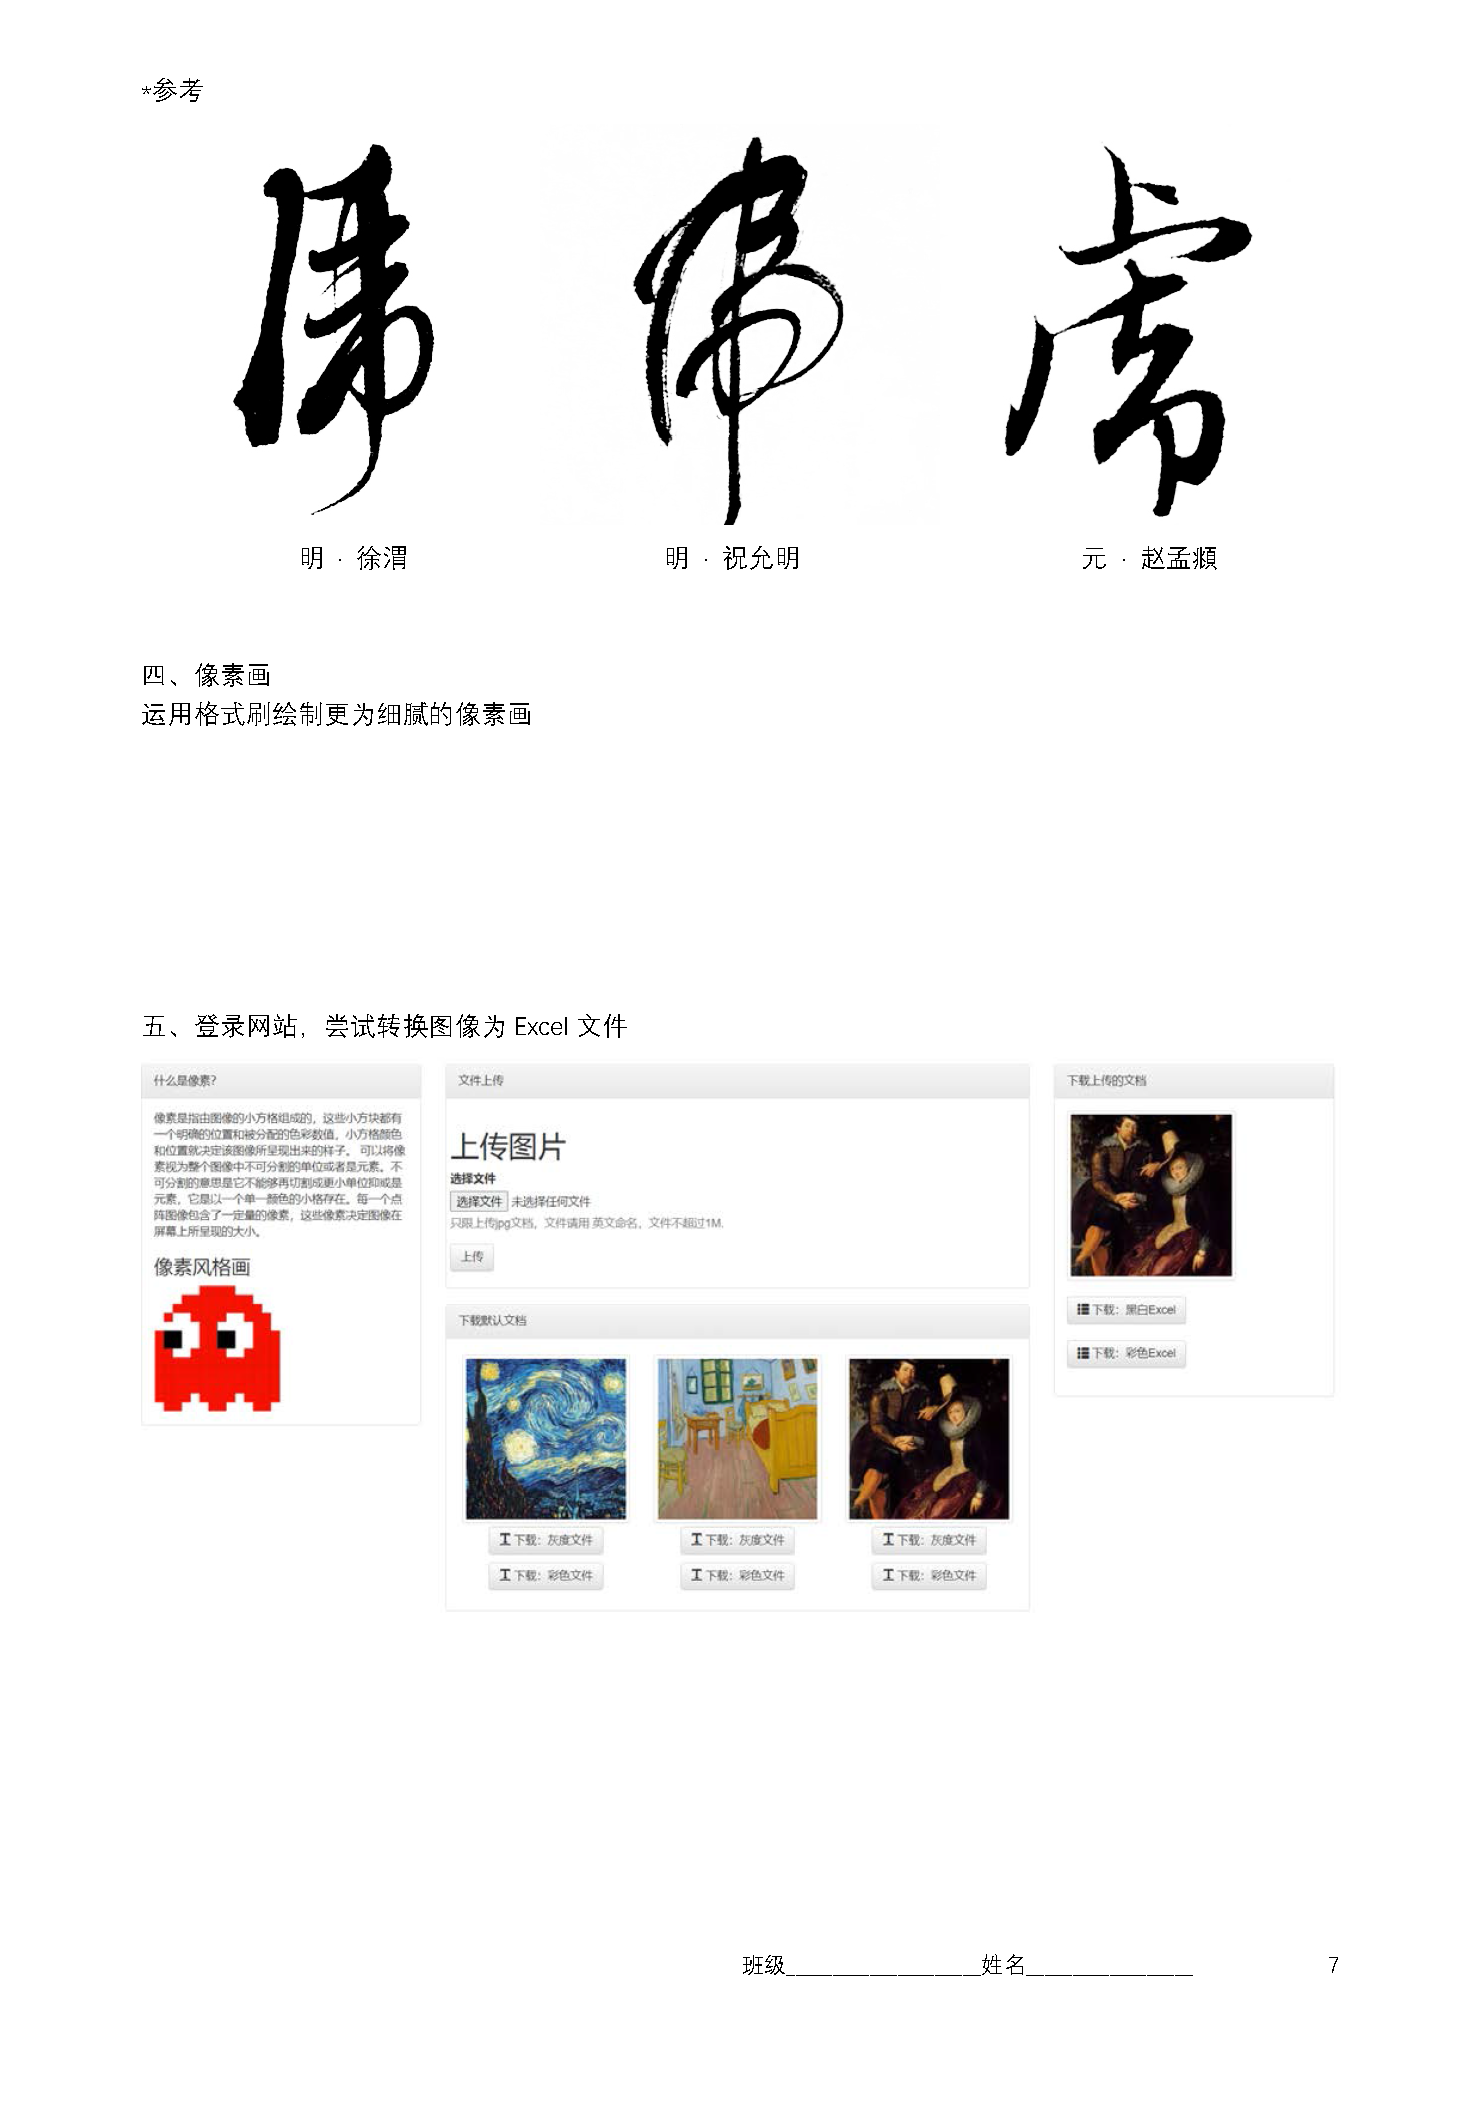 *参考
虎
虎
虎
明 · 徐渭
明 · 祝允明
元 · 赵孟頫
四、像素画
运用格式刷绘制更为细腻的像素画
五、登录网站，尝试转换图像为 Excel 文件
什么是像素?
像素是指由图像的小方格组成的，这些小方块都有
一个明确的位置和被分配的色彩数值，小方格颜色
和位置就决定该图像所呈现出来的样子。 可以将像
素视为整个图像中不可分割的单位或者是元素。不
可分割的意思是它不能够再切割成更小单位抑或是
元素，它是以一个单一颜色的小格存在。每一个点
阵图像包含了一定量的像素，这些像素决定图像在
屏幕上所呈现的大小。
像素风格画
文件上传
上传图片
选择文件
选择文件 未选择任何文件
只限上传jpg文档，文件请用 英文命名，文件不超过1M.
上传
下载默认文档
下载：灰度文件
下载：彩色文件
下载：灰度文件
下载：彩色文件
下载：灰度文件
下载：彩色文件
下载上传的文档
下载：黑白Excel
下载：彩色Excel
班级________________姓名______________
7